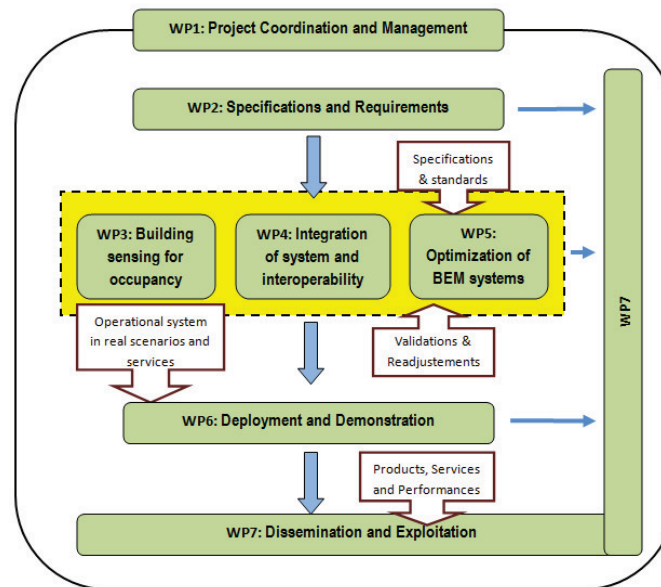 WP1: Project Coordination and Management
WP2: Specifications and Requirements
Specifications
& standards
WP3: Building
sensing for
occupancy
WP4: Integration
of system and
interoperability
WP5:
Optimization of
BEM systems
WP7
Operational system
in real scenarios and
services
Validations &
Readjustements
WP6: Deployment and Demonstration
Products, Services
and Performances
WP7: Dissemination and Exploitation